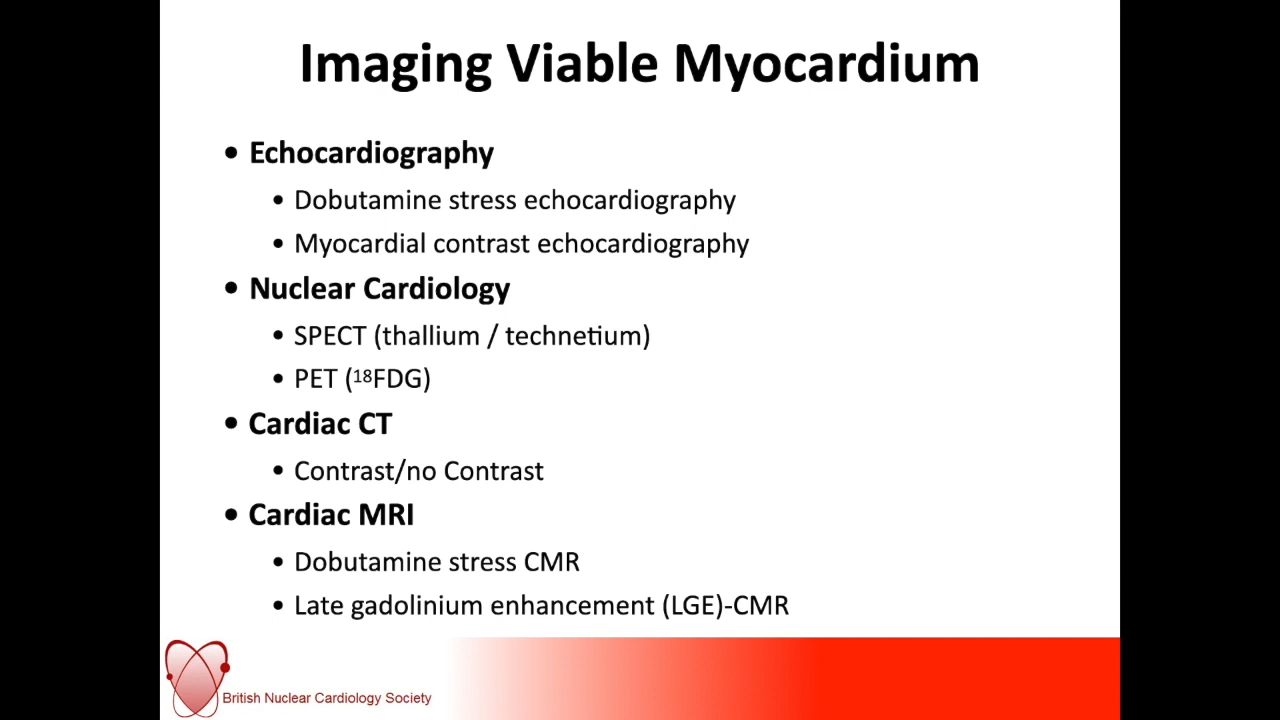 Imaging Viable Myocardium
• Echocardiography
• Dobutamine stress echocardiography
• Myocardial contrast echocardiography
• Nuclear Cardiology
• SPECT (thallium / technetium)
• PET (¹⁸FDG)
• Cardiac CT
• Contrast/no Contrast
• Cardiac MRI
• Dobutamine stress CMR
• Late gadolinium enhancement (LGE)-CMR
British Nuclear Cardiology Society